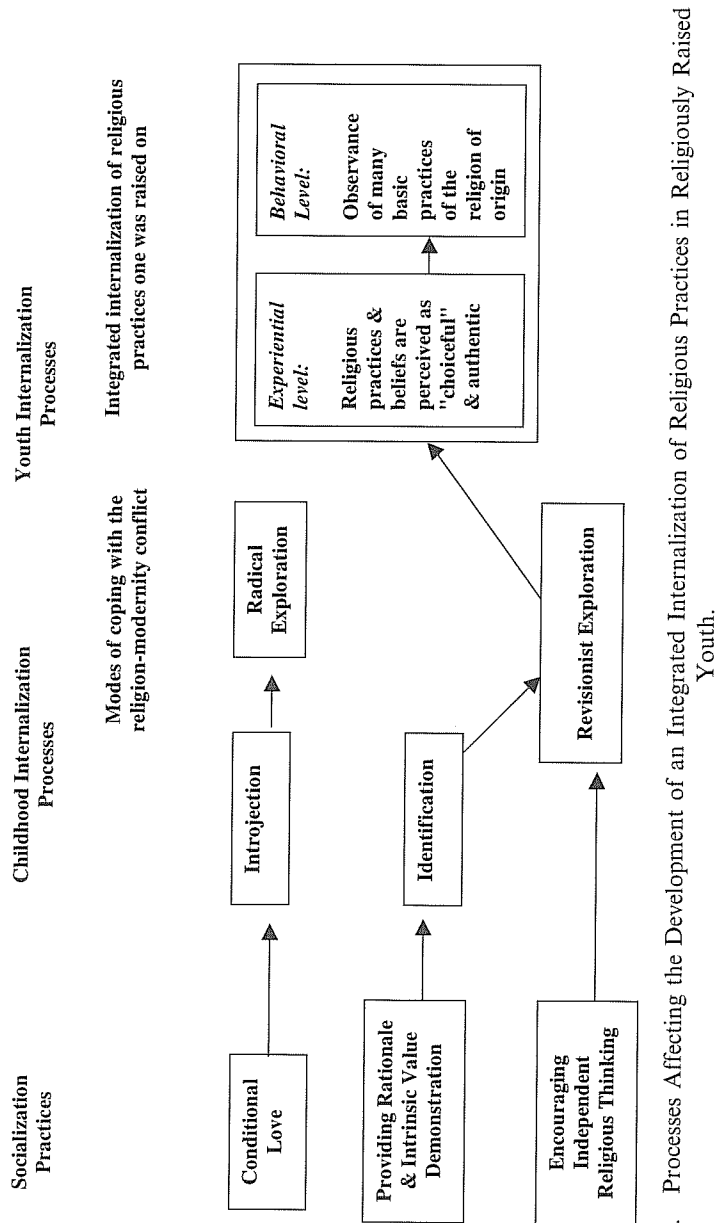 Socialization
Practices
Childhood Internalization
Processes
Youth Internalization
Processes
Modes of coping with the
religion-modernity conflict
Integrated internalization of religious
practices one was raised on
Conditional
Love
Introjection
Radical
Exploration
Providing Rationale
& Intrinsic Value
Demonstration
Identification
Encouraging
Independent
Religious Thinking
Revisionist Exploration
Experiential
level:
Religious
practices &
beliefs are
perceived as
"choiceful"
& authentic
Behavioral
Level:
Observance
of many
basic
practices
of the
religion of
origin
. Processes Affecting the Development of an Integrated Internalization of Religious Practices in Religiously Raised
Youth.